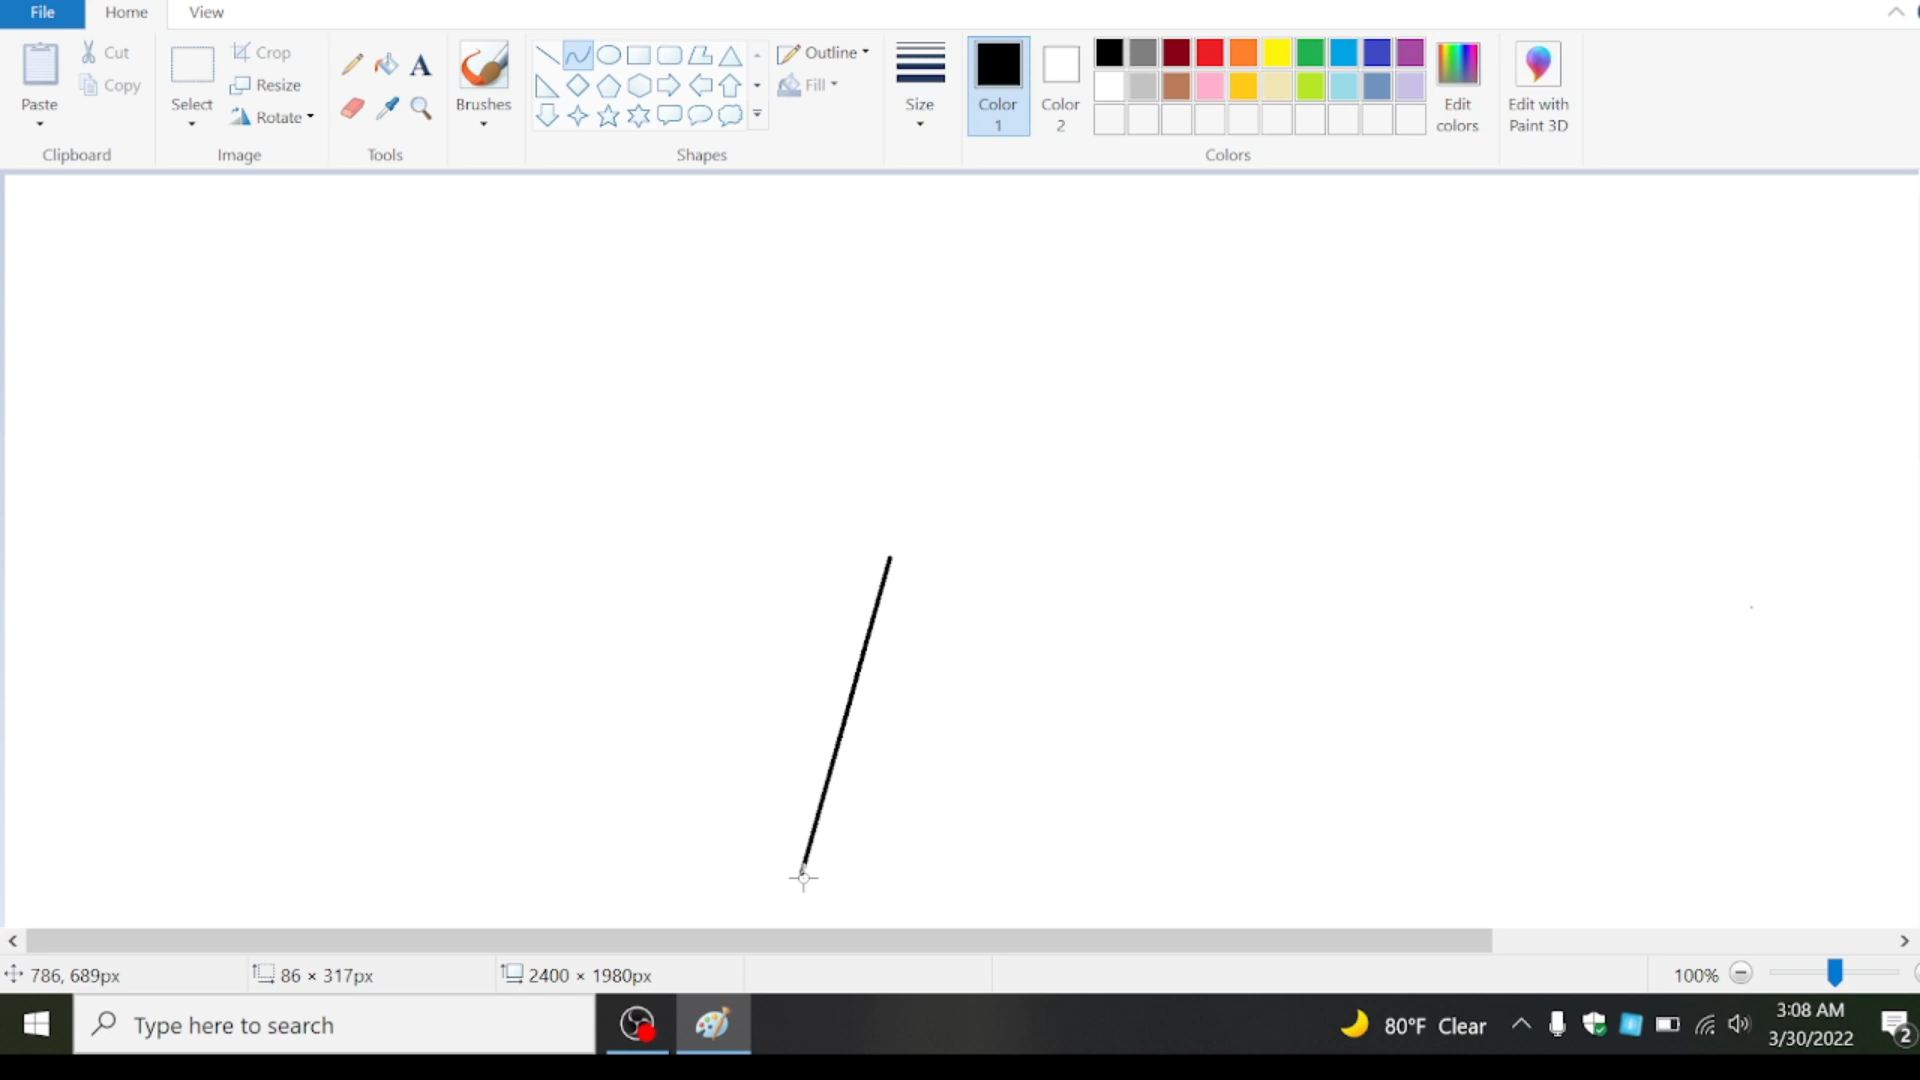 File Home View
Paste
Cut
Copy
Clipboard
Select
Crop
Resize
Rotate
Image
Tools
Brushes
Outline
Fill
Shapes
Size
Color 1
Color 2
Colors
Edit colors
Edit with Paint 3D
786, 689px
86 × 317px
2400 × 1980px
100%
Type here to search
80°F Clear
3:08 AM
3/30/2022
2